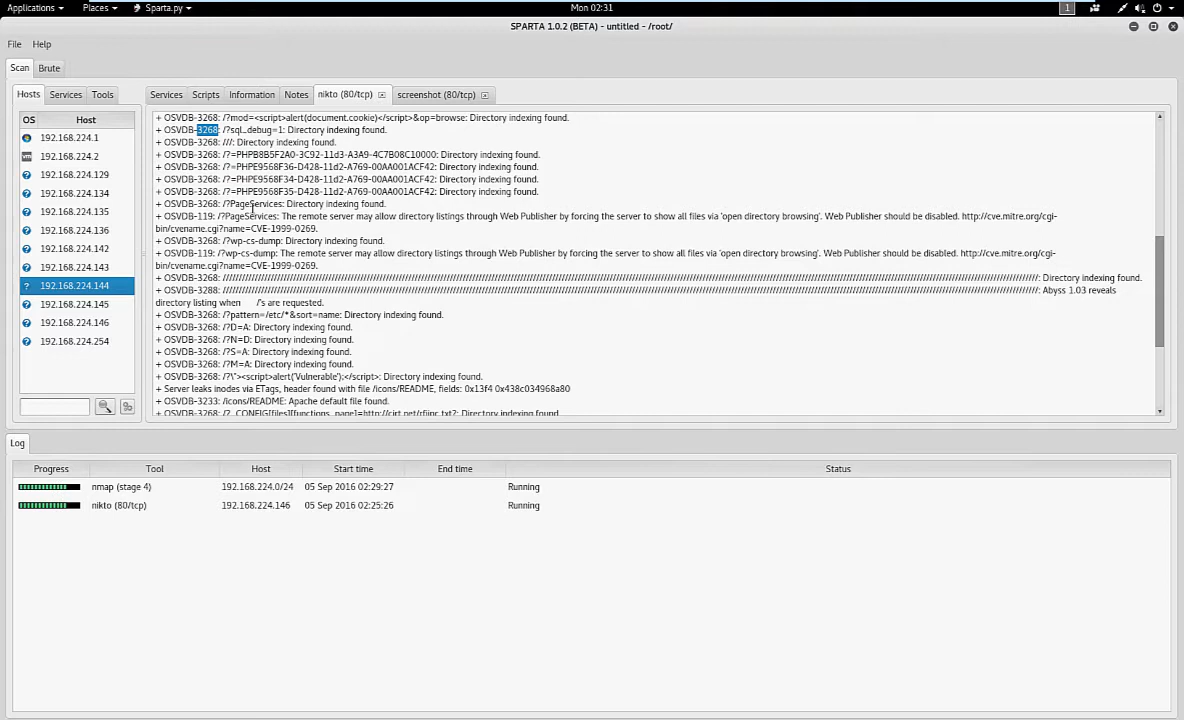 Applications Places Sparta.py Mon 02:31 1
SPARTA 1.0.2 (BETA) - untitled - /root/
File Help
Scan Brute
Hosts Services Tools
Services Scripts Information Notes nikto (80/tcp) screenshot (80/tcp)
OS Host
192.168.224.1
192.168.224.2
192.168.224.129
192.168.224.134
192.168.224.135
192.168.224.136
192.168.224.142
192.168.224.143
192.168.224.144
192.168.224.145
192.168.224.146
192.168.224.254
+ OSVDB-3268: /?mod=<script>alert(document.cookie)</script>&op=browse: Directory indexing found.
+ OSVDB-3268: /?sql_debug=1: Directory indexing found.
+ OSVDB-3268: ///: Directory indexing found.
+ OSVDB-3268: /?=PHPB8B5F2A0-3C92-11d3-A3A9-4C7B08C10000: Directory indexing found.
+ OSVDB-3268: /?=PHPE9568F36-D428-11d2-A769-00AA001ACF42: Directory indexing found.
+ OSVDB-3268: /?=PHPE9568F34-D428-11d2-A769-00AA001ACF42: Directory indexing found.
+ OSVDB-3268: /?=PHPE9568F35-D428-11d2-A769-00AA001ACF42: Directory indexing found.
+ OSVDB-3268: /?PageServices: Directory indexing found.
+ OSVDB-119: /?PageServices: The remote server may allow directory listings through Web Publisher by forcing the server to show all files via 'open directory browsing'. Web Publisher should be disabled. http://cve.mitre.org/cgi-
bin/cvename.cgi?name=CVE-1999-0269.
+ OSVDB-3268: /?wp-cs-dump: Directory indexing found.
+ OSVDB-119: /?wp-cs-dump: The remote server may allow directory listings through Web Publisher by forcing the server to show all files via 'open directory browsing'. Web Publisher should be disabled. http://cve.mitre.org/cgi-
bin/cvename.cgi?name=CVE-1999-0269.
+ OSVDB-3268: //////////////////////////////////////////////////////////////////////////////////////////////////////////////////////////////////////////////////////////////////////////////////////////////////////: Directory indexing found.
+ OSVDB-3288: //////////////////////////////////////////////////////////////////////////////////////////////////////////////////////////////////////////////////////////////////////////////////////////////////////: Abyss 1.03 reveals
directory listing when /'s are requested.
+ OSVDB-3268: /?pattern=/etc/*&sort=name: Directory indexing found.
+ OSVDB-3268: /?D=A: Directory indexing found.
+ OSVDB-3268: /?N=D: Directory indexing found.
+ OSVDB-3268: /?S=A: Directory indexing found.
+ OSVDB-3268: /?M=A: Directory indexing found.
+ OSVDB-3268: /?\"><script>alert('Vulnerable');</script>: Directory indexing found.
+ Server leaks inodes via ETags, header found with file /icons/README, fields: 0x13f4 0x438c034968a80
+ OSVDB-3233: /icons/README: Apache default file found.
+ OSVDB-3268: /?_CONFIG[files][functions_page]=http://cirt.net/rfiinc.txt?: Directory indexing found.
Log
Progress Tool Host Start time End time Status
nmap (stage 4) 192.168.224.0/24 05 Sep 2016 02:29:27 Running
nikto (80/tcp) 192.168.224.146 05 Sep 2016 02:25:26 Running